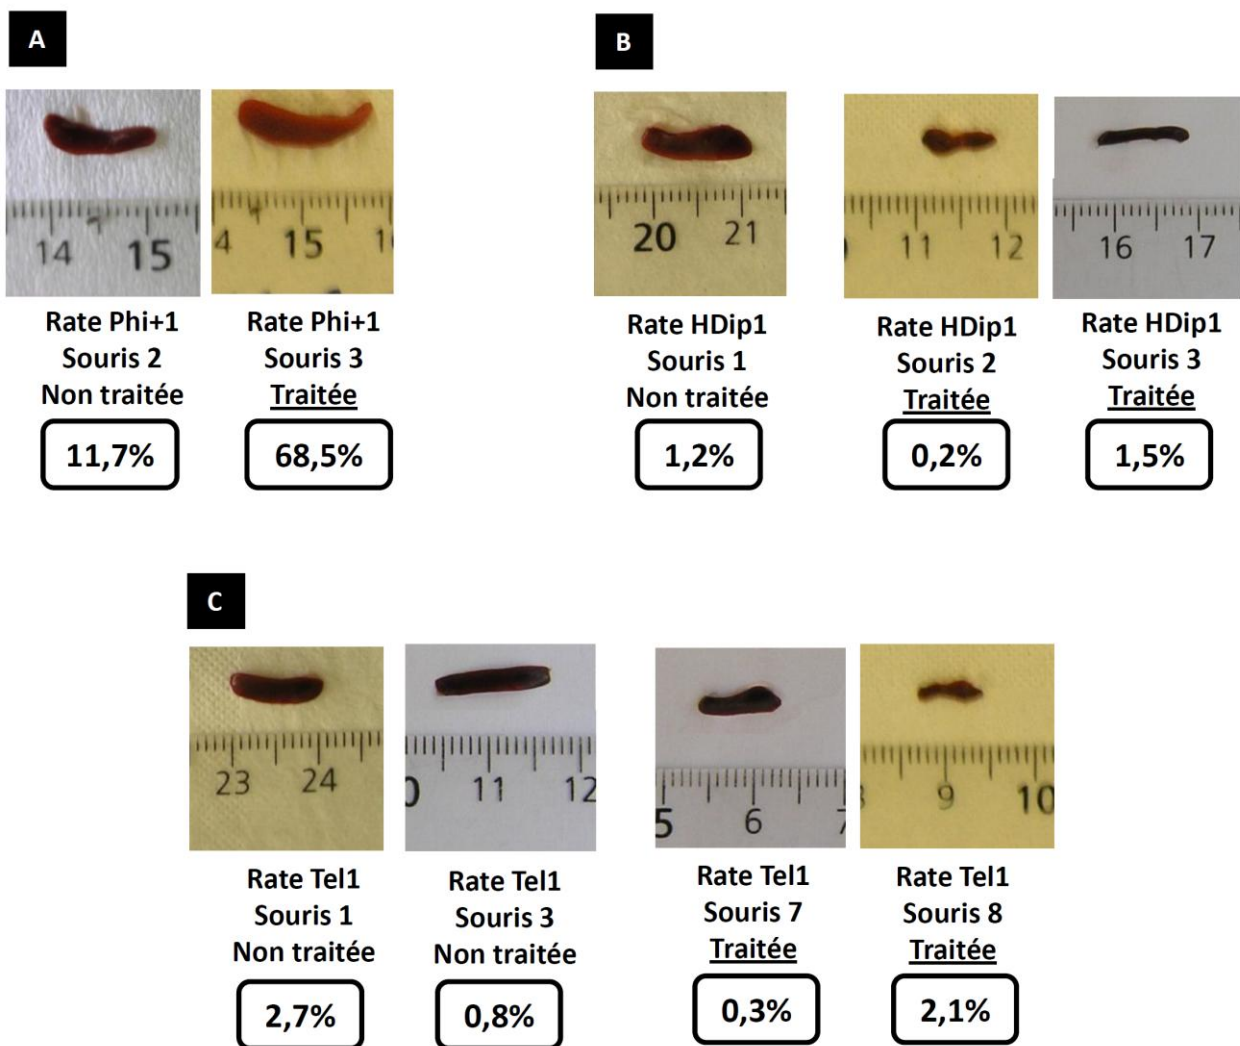 A
B
14 15
4 15 1
20 21
11 12
16 17
Rate Phi+1
Souris 2
Non traitée
11,7%
Rate Phi+1
Souris 3
Traitée
68,5%
Rate HDip1
Souris 1
Non traitée
1,2%
Rate HDip1
Souris 2
Traitée
0,2%
Rate HDip1
Souris 3
Traitée
1,5%
C
23 24
0 11 12
5 6 7
9 10
Rate Tel1
Souris 1
Non traitée
2,7%
Rate Tel1
Souris 3
Non traitée
0,8%
Rate Tel1
Souris 7
Traitée
0,3%
Rate Tel1
Souris 8
Traitée
2,1%